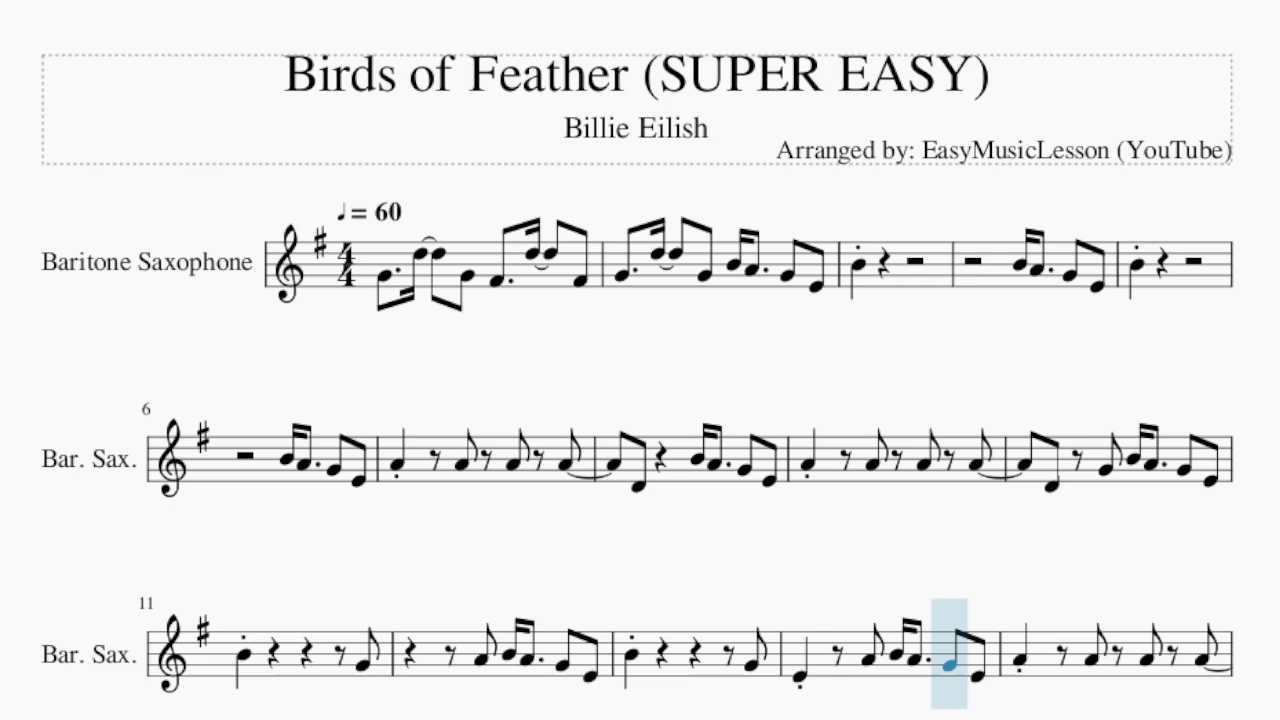 Birds of Feather (SUPER EASY)
Billie Eilish
Arranged by: EasyMusicLesson (YouTube)
♩ = 60
Baritone Saxophone
4
4
6
Bar. Sax.
11
Bar. Sax.